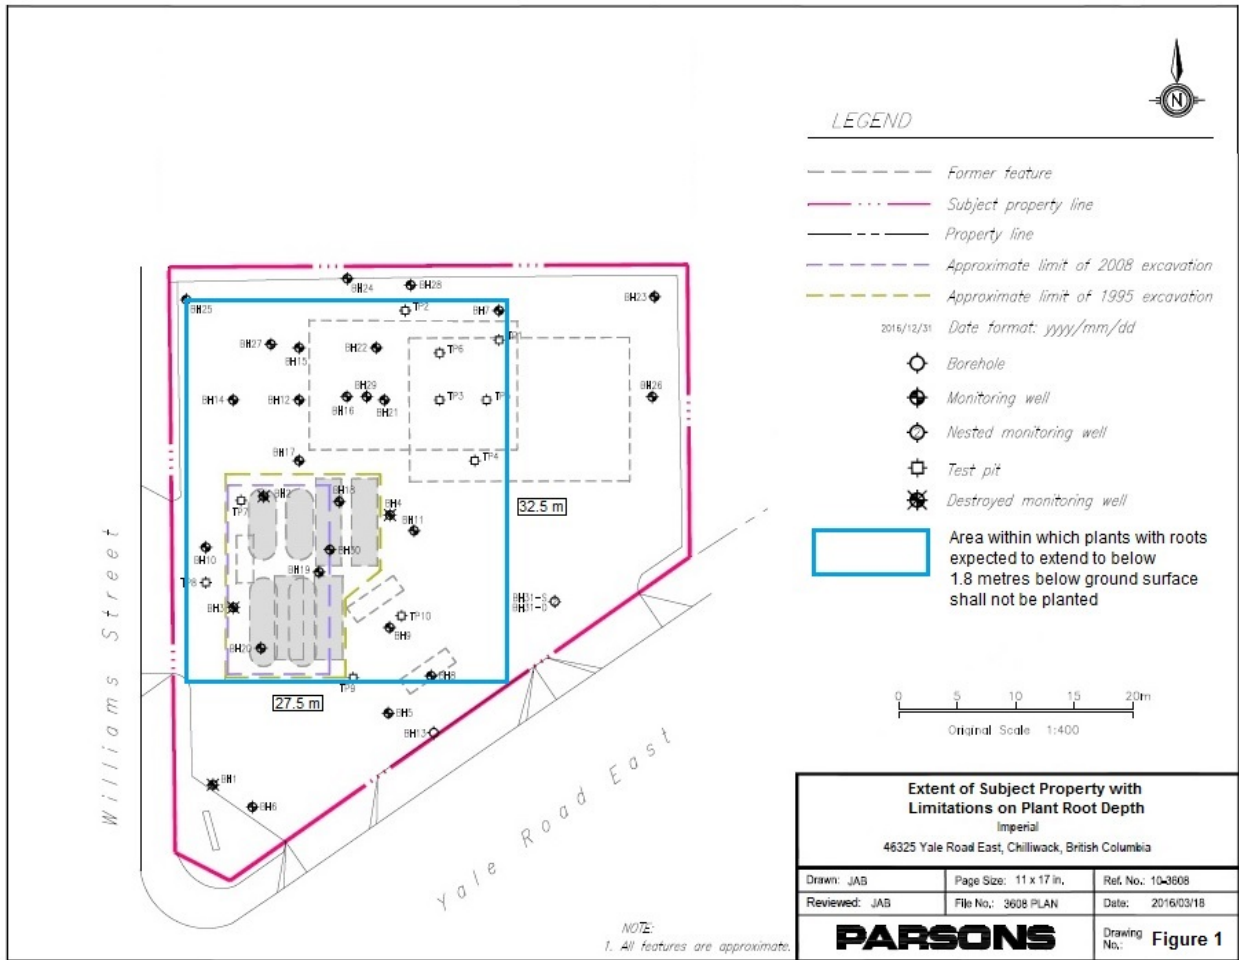 N
LEGEND
Former feature
Subject property line
Property line
Approximate limit of 2008 excavation
Approximate limit of 1995 excavation
2016/12/31 Date format: yyyy/mm/dd
Borehole
Monitoring well
Nested monitoring well
Test pit
Destroyed monitoring well
Area within which plants with roots
expected to extend to below
1.8 metres below ground surface
shall not be planted
BH24
BH28
BH23
BH25
TP2
BH7
TP1
BH27
BH15
BH22
TP6
BH14
BH12
BH29
BH16
BH21
TP3
BH26
BH17
TP4
BH18
BH4
TP7
BH11
32.5 m
BH10
BH30
BH19
TP8
BH3
BH31-S
BH31-D
TP10
BH9
BH20
TP9
BH8
27.5 m
BH5
BH13
BH1
BH6
Williams Street
Yale Road East
0 5 10 15 20m
Original Scale 1:400
NOTE:
1. All features are approximate.
Extent of Subject Property with
Limitations on Plant Root Depth
Imperial
46325 Yale Road East, Chilliwack, British Columbia
Drawn: JAB Page Size: 11 x 17 in. Ref. No.: 10-3608
Reviewed: JAB File No.: 3608 PLAN Date: 2016/03/18
PARSONS
Drawing No.: Figure 1